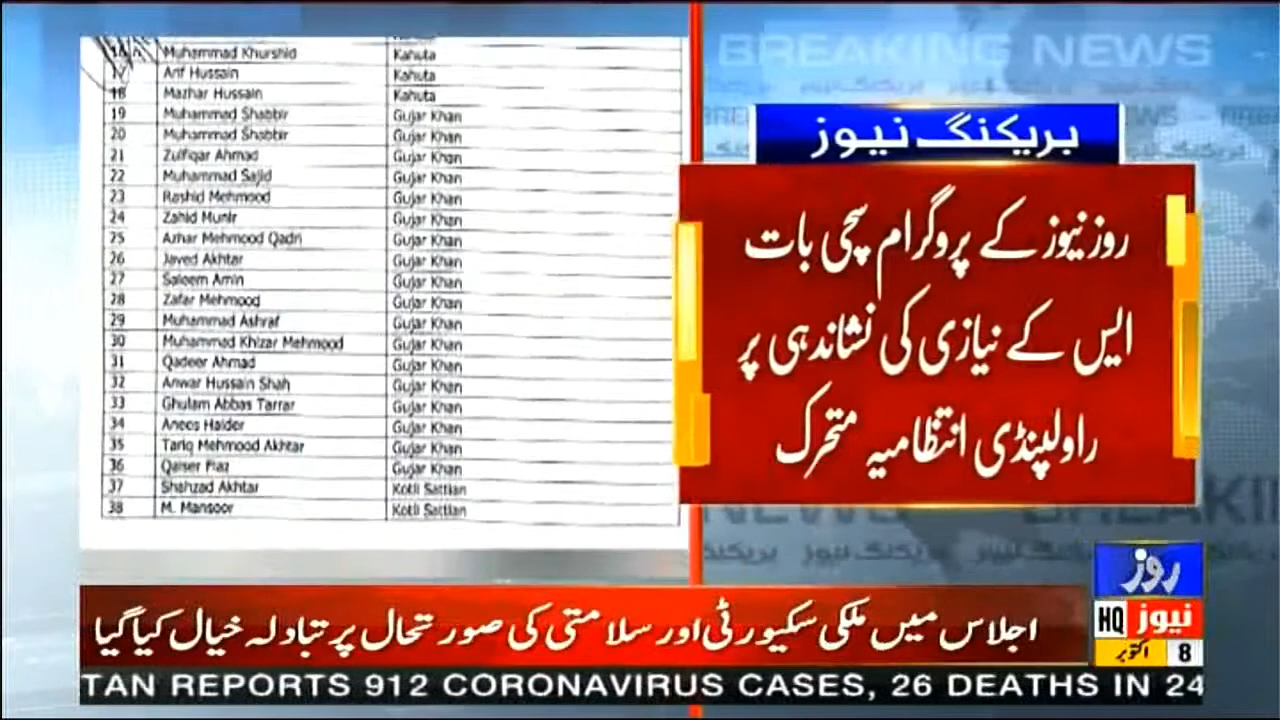 Muhammad Khurshid Kahuta
17 Arif Hussain Kahuta
18 Mazhar Hussain Kahuta
19 Muhammad Shabbir Gujar Khan
20 Muhammad Shabbir Gujar Khan
21 Zulfiqar Ahmad Gujar Khan
22 Muhammad Sajid Gujar Khan
23 Rashid Mehmood Gujar Khan
24 Zahid Munir Gujar Khan
25 Azhar Mehmood Qadri Gujar Khan
26 Javed Akhtar Gujar Khan
27 Saleem Amin Gujar Khan
28 Zafar Mehmood Gujar Khan
29 Muhammad Ashraf Gujar Khan
30 Muhammad Khizar Mehmood Gujar Khan
31 Qadeer Ahmad Gujar Khan
32 Anwar Hussain Shah Gujar Khan
33 Ghulam Abbas Tarrar Gujar Khan
34 Anees Haider Gujar Khan
35 Tariq Mehmood Akhtar Gujar Khan
36 Qaiser Fiaz Gujar Khan
37 Shahzad Akhtar Kotli Sattian
38 M. Mansoor Kotli Sattian
BREAKING NEWS
بریکنگ نیوز
روز نیوز کے پروگرام سچی بات
ایس کے نیازی کی نشاندہی پر
راولپنڈی انتظامیہ متحرک
روز
نیوز HQ
8 اکتوبر
اجلاس میں ملکی سکیورٹی اور سلامتی کی صورتحال پر تبادلہ خیال کیا گیا
TAN REPORTS 912 CORONAVIRUS CASES, 26 DEATHS IN 24